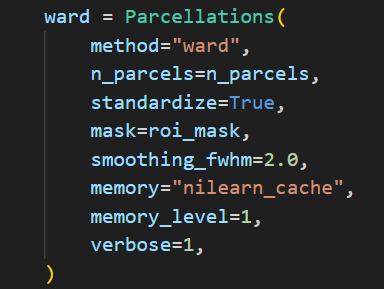 ward = Parcellations(
    method="ward",
    n_parcels=n_parcels,
    standardize=True,
    mask=roi_mask,
    smoothing_fwhm=2.0,
    memory="nilearn_cache",
    memory_level=1,
    verbose=1,
)